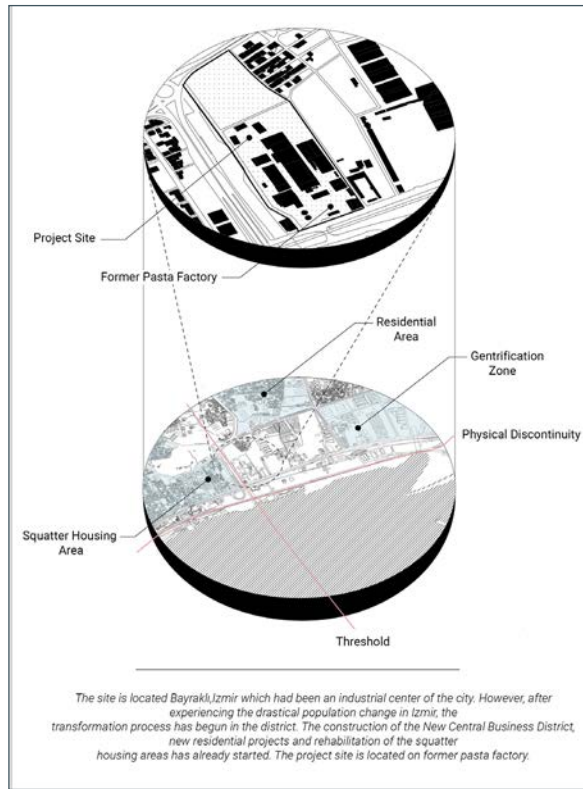 Project Site
Former Pasta Factory
Residential
Area
Gentrification
Zone
Physical Discontinuity
Squatter Housing
Area
Threshold
The site is located Bayraklı,Izmir which had been an industrial center of the city. However, after
experiencing the drastical population change in Izmir, the
transformation process has begun in the district. The construction of the New Central Business District,
new residential projects and rehabilitation of the squatter
housing areas has already started. The project site is located on former pasta factory.